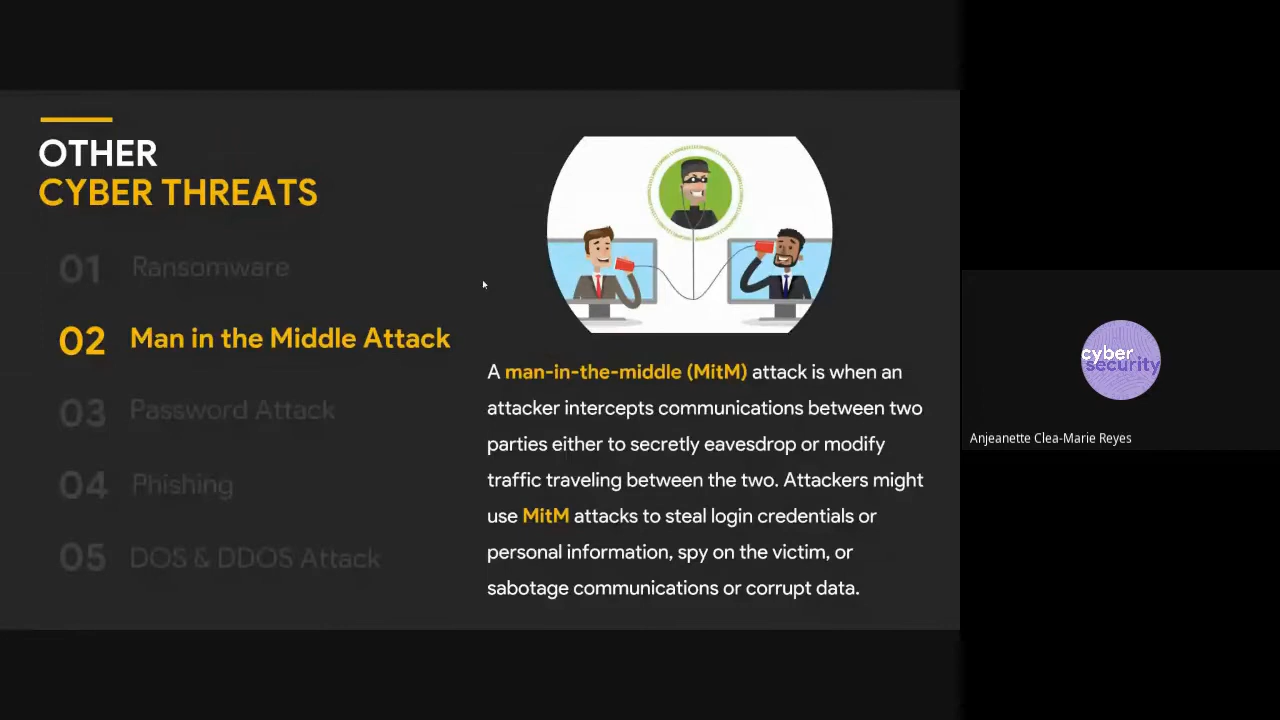 OTHER
CYBER THREATS
01 Ransomware
02 Man in the Middle Attack
03 Password Attack
04 Phishing
05 DOS & DDOS Attack
A man-in-the-middle (MitM) attack is when an
attacker intercepts communications between two
parties either to secretly eavesdrop or modify
traffic traveling between the two. Attackers might
use MitM attacks to steal login credentials or
personal information, spy on the victim, or
sabotage communications or corrupt data.
cyber
security
Anjeanette Clea-Marie Reyes